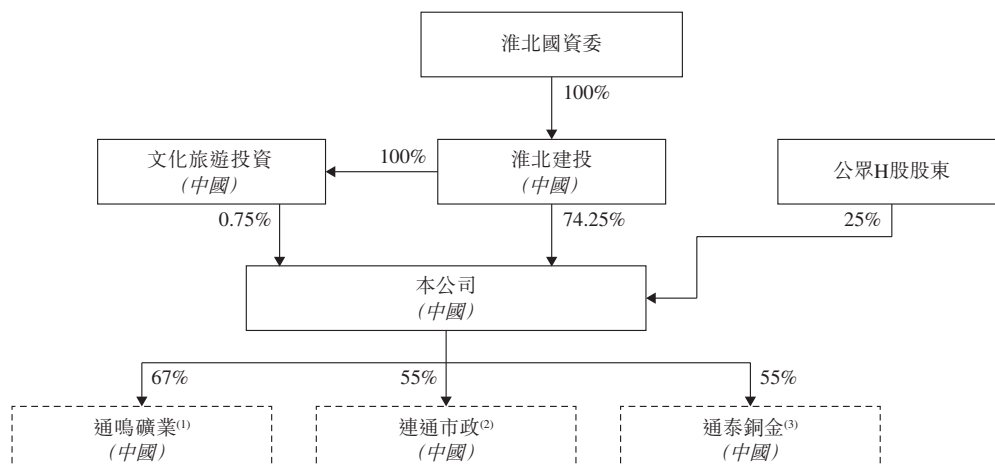 淮北國資委
100%
文化旅遊投資
(中國)
100%
淮北建投
(中國)
公眾H股股東
0.75%
74.25%
25%
本公司
(中國)
67%
55%
55%
通鳴礦業(1)
(中國)
連通市政(2)
(中國)
通泰銅金(3)
(中國)